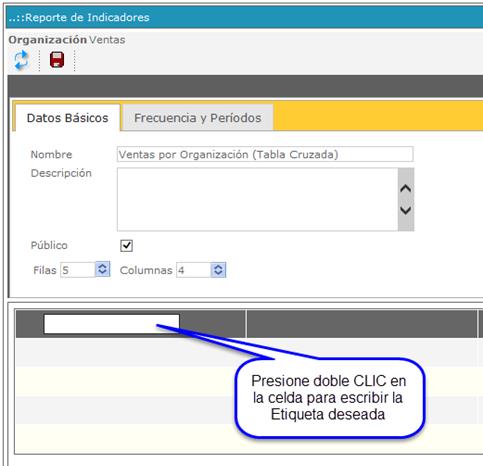 ..::Reporte de Indicadores
Organización Ventas
Datos Básicos Frecuencia y Períodos
Nombre Ventas por Organización (Tabla Cruzada)
Descripción
Público
Filas 5 Columnas 4
Presione doble CLIC en
la celda para escribir la
Etiqueta deseada